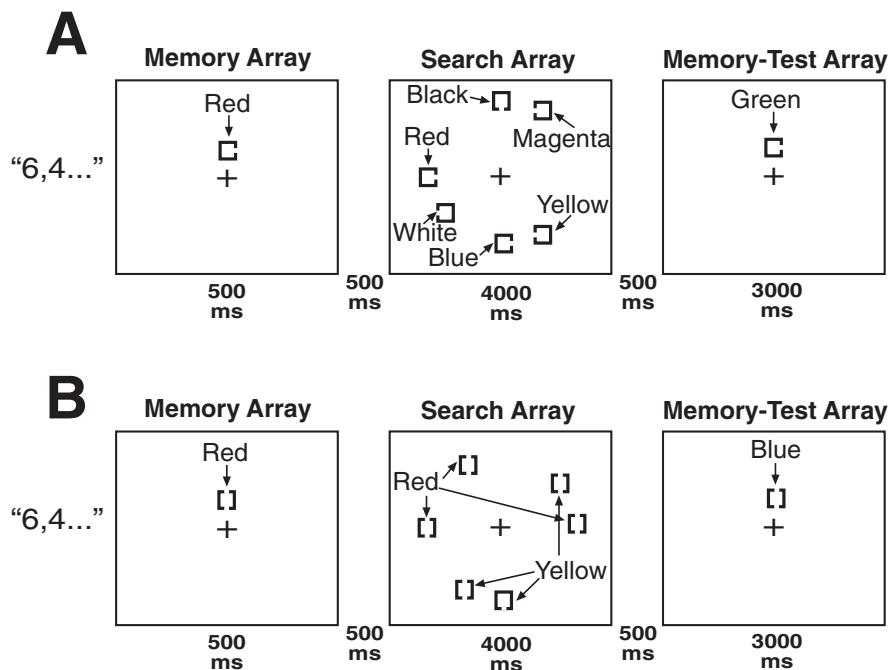 A
Memory Array
Search Array
Memory-Test Array
Red
Black
Green
Magenta
Red
“6,4...”
Yellow
White
Blue
500
ms
500
ms
4000
ms
500
ms
3000
ms
B
Memory Array
Search Array
Memory-Test Array
Red
Blue
Red
“6,4...”
Yellow
500
ms
500
ms
4000
ms
500
ms
3000
ms